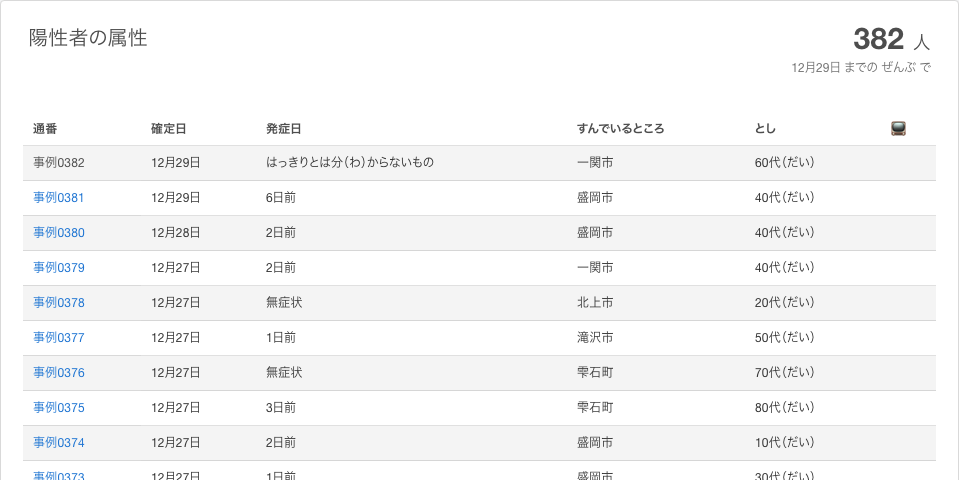 陽性者の属性
382 人
12月29日 までの ぜんぶ で
通番 確定日 発症日 すんでいるところ とし
事例0382 12月29日 はっきりとは分（わ）からないもの 一関市 60代（だい）
事例0381 12月29日 6日前 盛岡市 40代（だい）
事例0380 12月28日 2日前 盛岡市 40代（だい）
事例0379 12月27日 2日前 一関市 40代（だい）
事例0378 12月27日 無症状 北上市 20代（だい）
事例0377 12月27日 1日前 滝沢市 50代（だい）
事例0376 12月27日 無症状 雫石町 70代（だい）
事例0375 12月27日 3日前 雫石町 80代（だい）
事例0374 12月27日 2日前 盛岡市 10代（だい）
事例0373 12月27日 1日前 盛岡市 30代（だい）